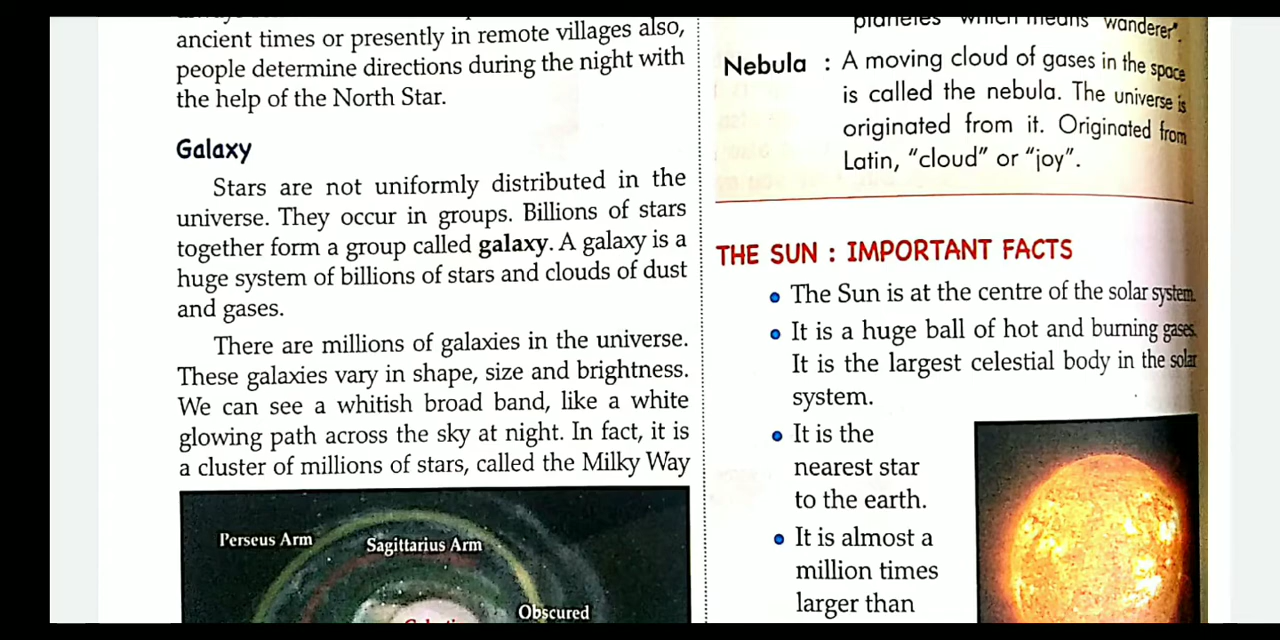 ancient times or presently in remote villages also,
people determine directions during the night with
the help of the North Star.
Galaxy
Stars are not uniformly distributed in the
universe. They occur in groups. Billions of stars
together form a group called galaxy. A galaxy is a
huge system of billions of stars and clouds of dust
and gases.
There are millions of galaxies in the universe.
These galaxies vary in shape, size and brightness.
We can see a whitish broad band, like a white
glowing path across the sky at night. In fact, it is
a cluster of millions of stars, called the Milky Way
Perseus Arm
Sagittarius Arm
Obscured
planetes which means wanderer".
Nebula : A moving cloud of gases in the space
is called the nebula. The universe is
originated from it. Originated from
Latin, “cloud” or “joy”.
THE SUN : IMPORTANT FACTS
• The Sun is at the centre of the solar system.
• It is a huge ball of hot and burning gases.
It is the largest celestial body in the solar
system.
• It is the
nearest star
to the earth.
• It is almost a
million times
larger than